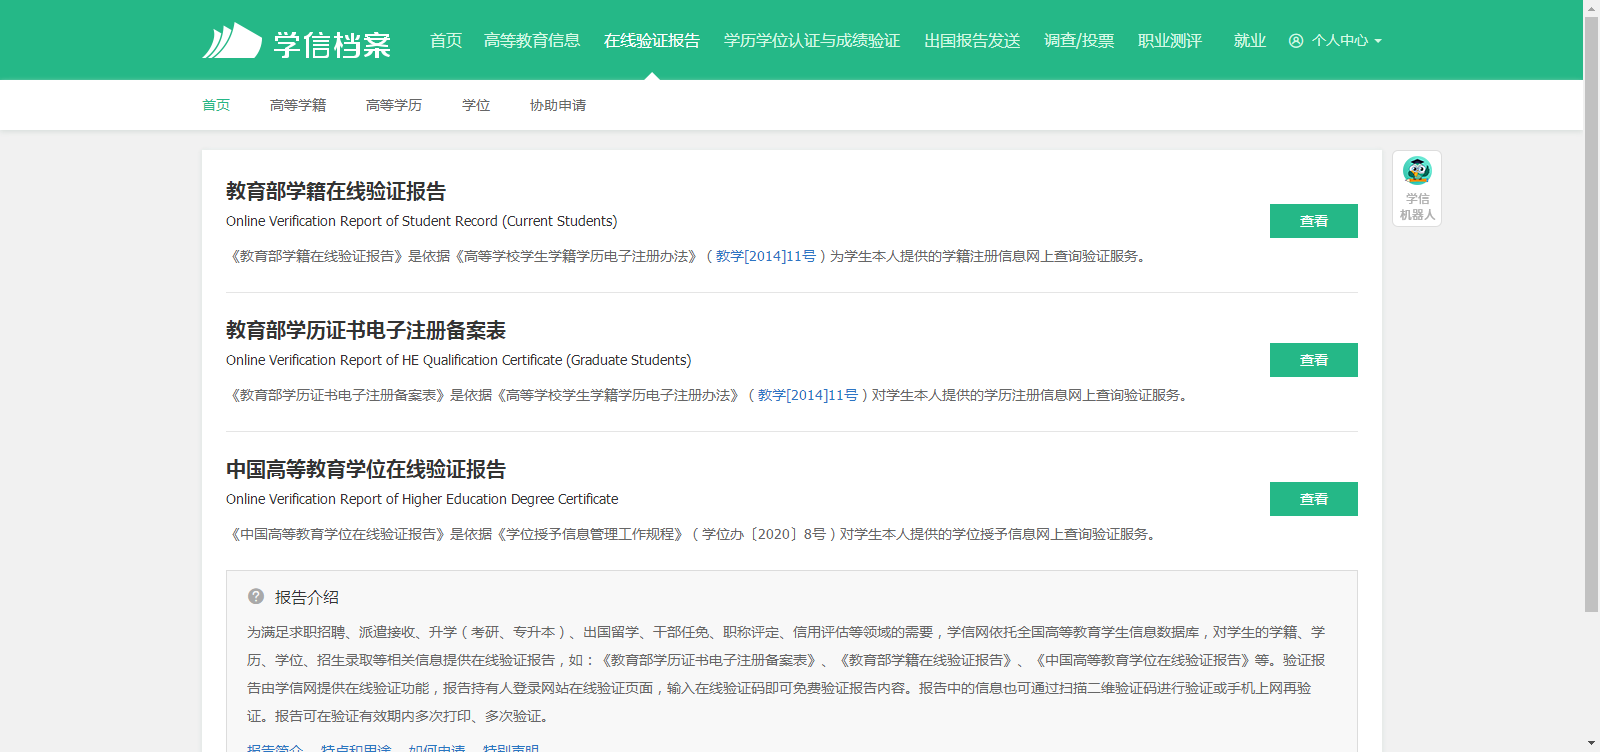 学信档案
首页 高等教育信息 在线验证报告 学历学位认证与成绩验证 出国报告发送 调查/投票 职业测评 就业 个人中心
首页 高等学籍 高等学历 学位 协助申请
学信
机器人
教育部学籍在线验证报告
Online Verification Report of Student Record (Current Students)
查看
《教育部学籍在线验证报告》是依据《高等学校学生学籍学历电子注册办法》（教学[2014]11号）为学生本人提供的学籍注册信息网上查询验证服务。
教育部学历证书电子注册备案表
Online Verification Report of HE Qualification Certificate (Graduate Students)
查看
《教育部学历证书电子注册备案表》是依据《高等学校学生学籍学历电子注册办法》（教学[2014]11号）对学生本人提供的学历注册信息网上查询验证服务。
中国高等教育学位在线验证报告
Online Verification Report of Higher Education Degree Certificate
查看
《中国高等教育学位在线验证报告》是依据《学位授予信息管理工作规程》（学位办〔2020〕8号）对学生本人提供的学位授予信息网上查询验证服务。
报告介绍
为满足求职招聘、派遣接收、升学（考研、专升本）、出国留学、干部任免、职称评定、信用评估等领域的需要，学信网依托全国高等教育学生信息数据库，对学生的学籍、学
历、学位、招生录取等相关信息提供在线验证报告，如：《教育部学历证书电子注册备案表》、《教育部学籍在线验证报告》、《中国高等教育学位在线验证报告》等。验证报
告由学信网提供在线验证功能，报告持有人登录网站在线验证页面，输入在线验证码即可免费验证报告内容。报告中的信息也可通过扫描二维验证码进行验证或手机上网再验
证。报告可在验证有效期内多次打印、多次验证。
报告简介 特点和用途 如何申请 特别声明